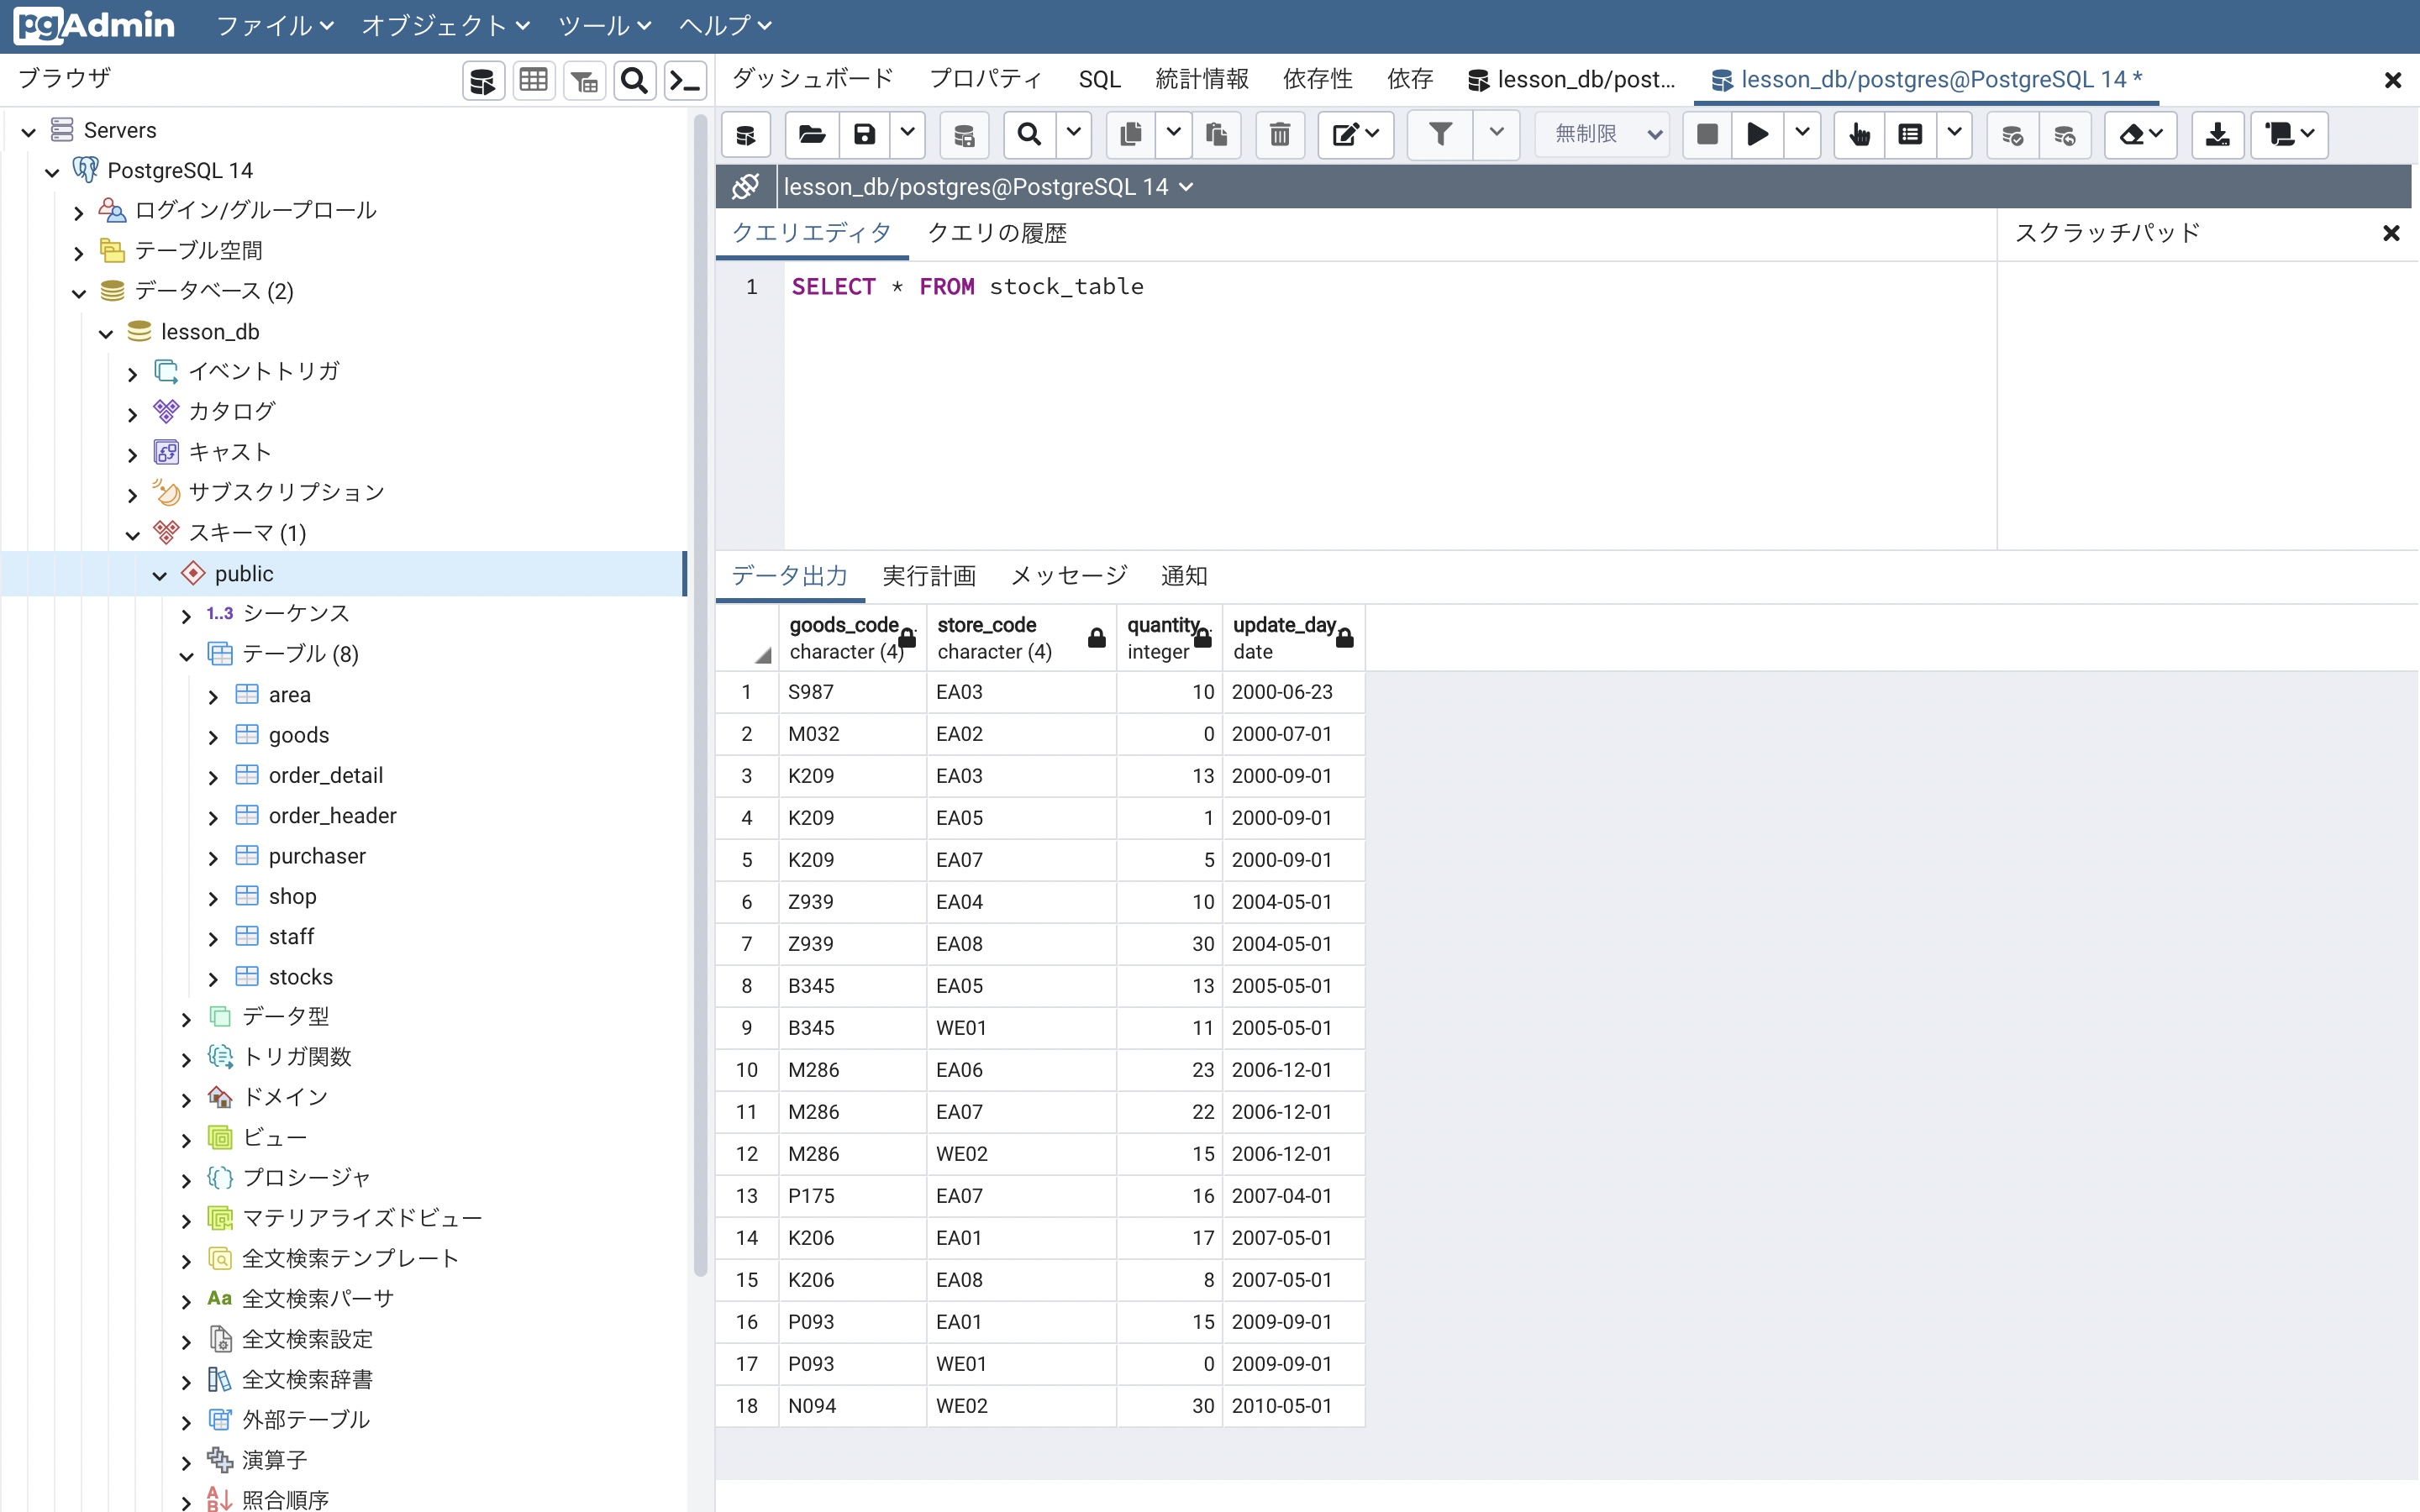 pgAdmin ファイル オブジェクト ツール ヘルプ
ブラウザ
Servers
PostgreSQL 14
ログイン/グループロール
テーブル空間
データベース (2)
lesson_db
イベントトリガ
カタログ
キャスト
サブスクリプション
スキーマ (1)
public
1..3 シーケンス
テーブル (8)
area
goods
order_detail
order_header
purchaser
shop
staff
stocks
データ型
トリガ関数
ドメイン
ビュー
プロシージャ
マテリアライズドビュー
全文検索テンプレート
Aa 全文検索パーサ
全文検索設定
全文検索辞書
外部テーブル
演算子
照合順序
ダッシュボード プロパティ SQL 統計情報 依存性 依存 lesson_db/post... lesson_db/postgres@PostgreSQL 14 *
無制限
lesson_db/postgres@PostgreSQL 14
クエリエディタ クエリの履歴 スクラッチパッド
1 SELECT * FROM stock_table
データ出力 実行計画 メッセージ 通知
goods_code store_code quantity update_day
character (4) character (4) integer date
1 S987 EA03 10 2000-06-23
2 M032 EA02 0 2000-07-01
3 K209 EA03 13 2000-09-01
4 K209 EA05 1 2000-09-01
5 K209 EA07 5 2000-09-01
6 Z939 EA04 10 2004-05-01
7 Z939 EA08 30 2004-05-01
8 B345 EA05 13 2005-05-01
9 B345 WE01 11 2005-05-01
10 M286 EA06 23 2006-12-01
11 M286 EA07 22 2006-12-01
12 M286 WE02 15 2006-12-01
13 P175 EA07 16 2007-04-01
14 K206 EA01 17 2007-05-01
15 K206 EA08 8 2007-05-01
16 P093 EA01 15 2009-09-01
17 P093 WE01 0 2009-09-01
18 N094 WE02 30 2010-05-01